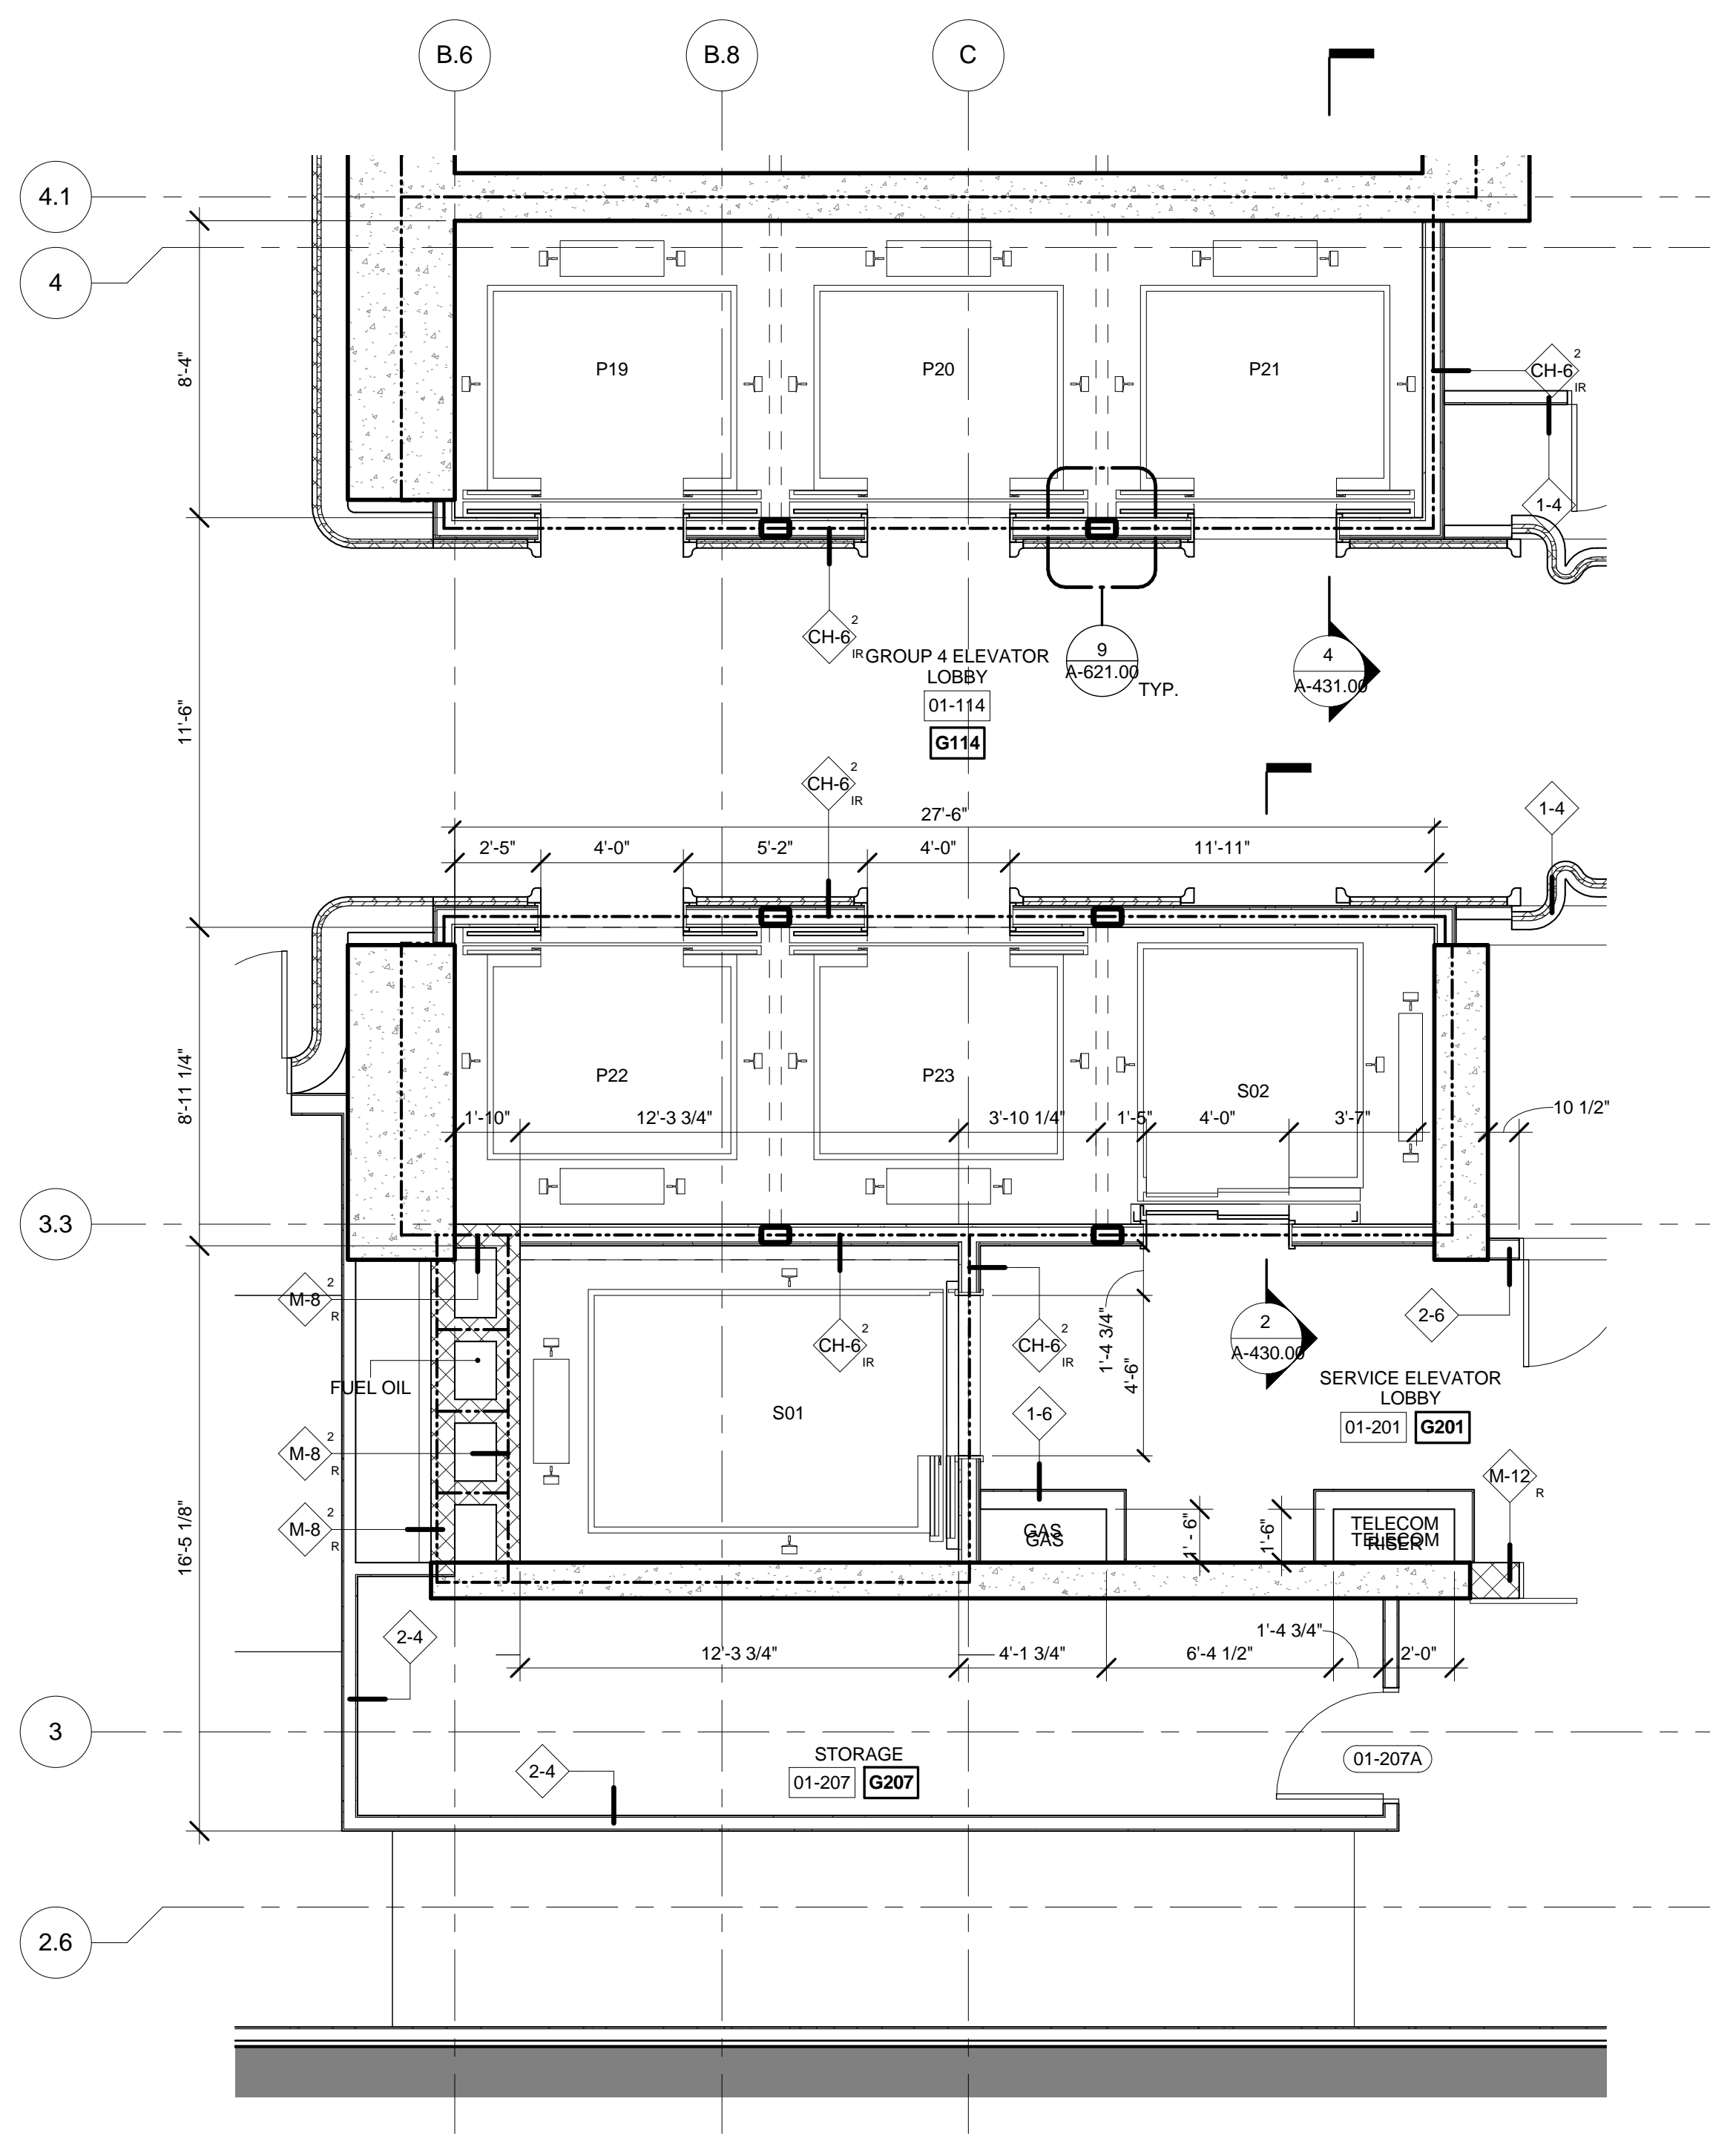 B.6
B.8
C
4.1
4
8'-4"
P19
P20
P21
CH-6
2
IR
1-4
CH-6
2
IR
GROUP 4 ELEVATOR
LOBBY
01-114
G114
9
A-621.00
TYP.
4
A-431.00
11'-6"
CH-6
2
IR
27'-6"
2'-5"
4'-0"
5'-2"
4'-0"
11'-11"
1-4
8'-11 1/4"
P22
P23
S02
1'-10"
12'-3 3/4"
3'-10 1/4"
1'-5"
4'-0"
3'-7"
10 1/2"
3.3
M-8
2
R
CH-6
2
IR
CH-6
2
IR
1'-4 3/4"
4'-6"
2
A-430.00
2-6
FUEL OIL
SERVICE ELEVATOR
LOBBY
01-201
G201
S01
1-6
M-8
2
R
M-12
R
M-8
2
R
16'-5 1/8"
GAS
GAS
1' - 6"
1'-6"
TELECOM
TELECOM
RISER
2-4
12'-3 3/4"
4'-1 3/4"
6'-4 1/2"
1'-4 3/4"
2'-0"
3
STORAGE
01-207
G207
2-4
01-207A
2.6